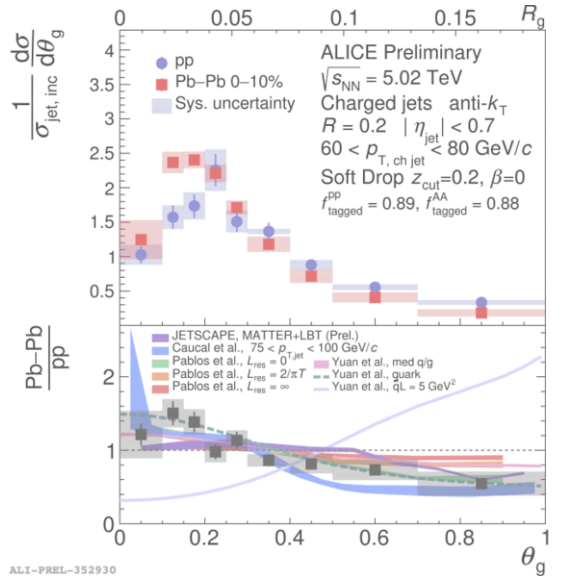 0 0.05 0.1 0.15 R_g
1/σ_jet, inc dσ/dθ_g
4
3.5
3
2.5
2
1.5
1
0.5
pp
Pb–Pb 0–10%
Sys. uncertainty
ALICE Preliminary
√s_NN = 5.02 TeV
Charged jets anti-k_T
R = 0.2 | η_jet| < 0.7
60 < p_T, ch jet < 80 GeV/c
Soft Drop z_cut=0.2, β=0
f^pp_tagged = 0.89, f^AA_tagged = 0.88
Pb–Pb/pp
2
1
0
JETSCAPE, MATTER+LBT (Prel.)
Caucal et al., 75 < p_T < 100 GeV/c
Pablos et al., L_res = 0^T,jet
Pablos et al., L_res = 2/πT
Pablos et al., L_res = ∞
Yuan et al., med q/g
Yuan et al., quark
Yuan et al., q̂L = 5 GeV²
0 0.2 0.4 0.6 0.8 1
θ_g
ALI-PREL-352930